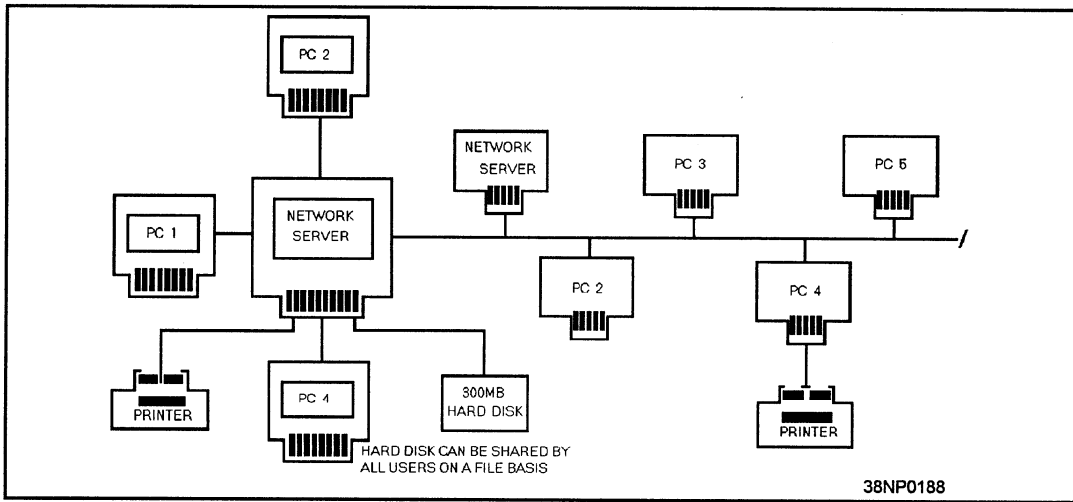 PC 2
NETWORK
SERVER
PC 3
PC 5
PC 1
NETWORK
SERVER
PC 2
PC 4
PRINTER
PC 4
300MB
HARD DISK
PRINTER
HARD DISK CAN BE SHARED BY
ALL USERS ON A FILE BASIS
38NP0188